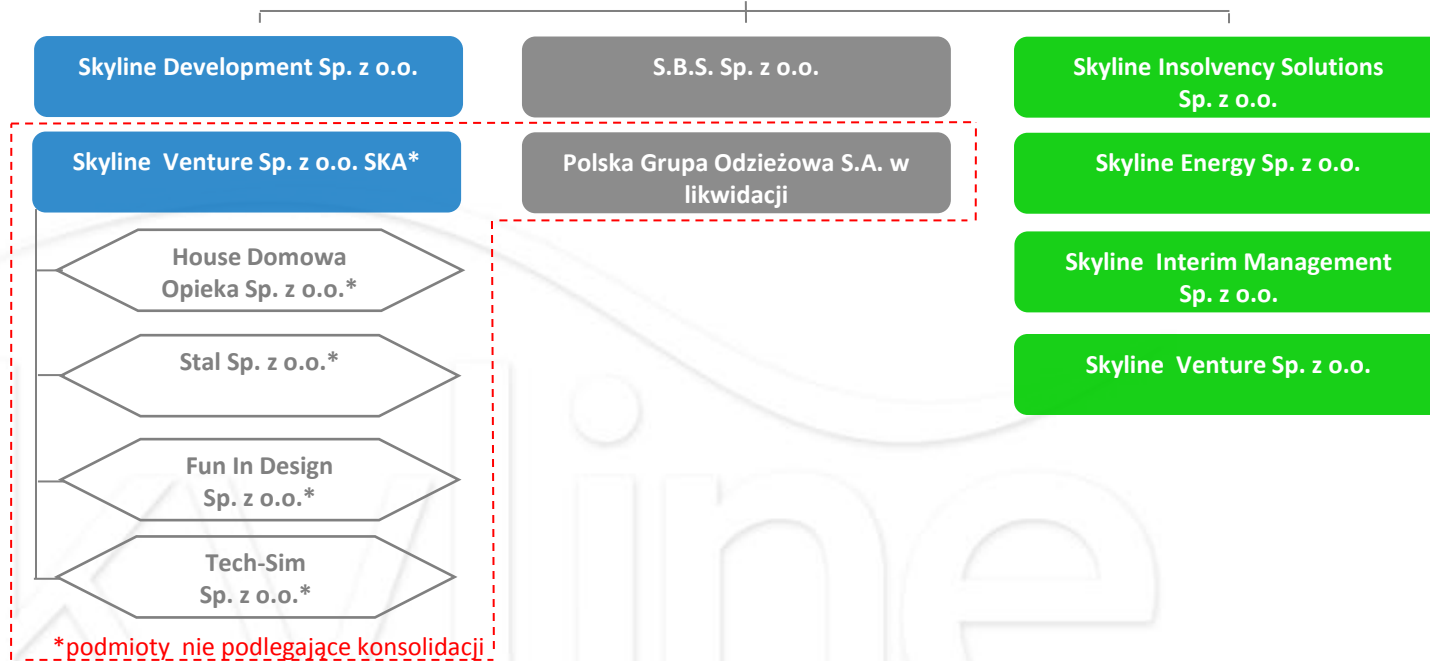 Skyline Development Sp. z o.o.
Skyline Venture Sp. z o.o. SKA*
House Domowa
Opieka Sp. z o.o.*
Stal Sp. z o.o.*
Fun In Design
Sp. z o.o.*
Tech-Sim
Sp. z o.o.*
*podmioty nie podlegające konsolidacji
S.B.S. Sp. z o.o.
Polska Grupa Odzieżowa S.A. w
likwidacji
Skyline Insolvency Solutions
Sp. z o.o.
Skyline Energy Sp. z o.o.
Skyline Interim Management
Sp. z o.o.
Skyline Venture Sp. z o.o.